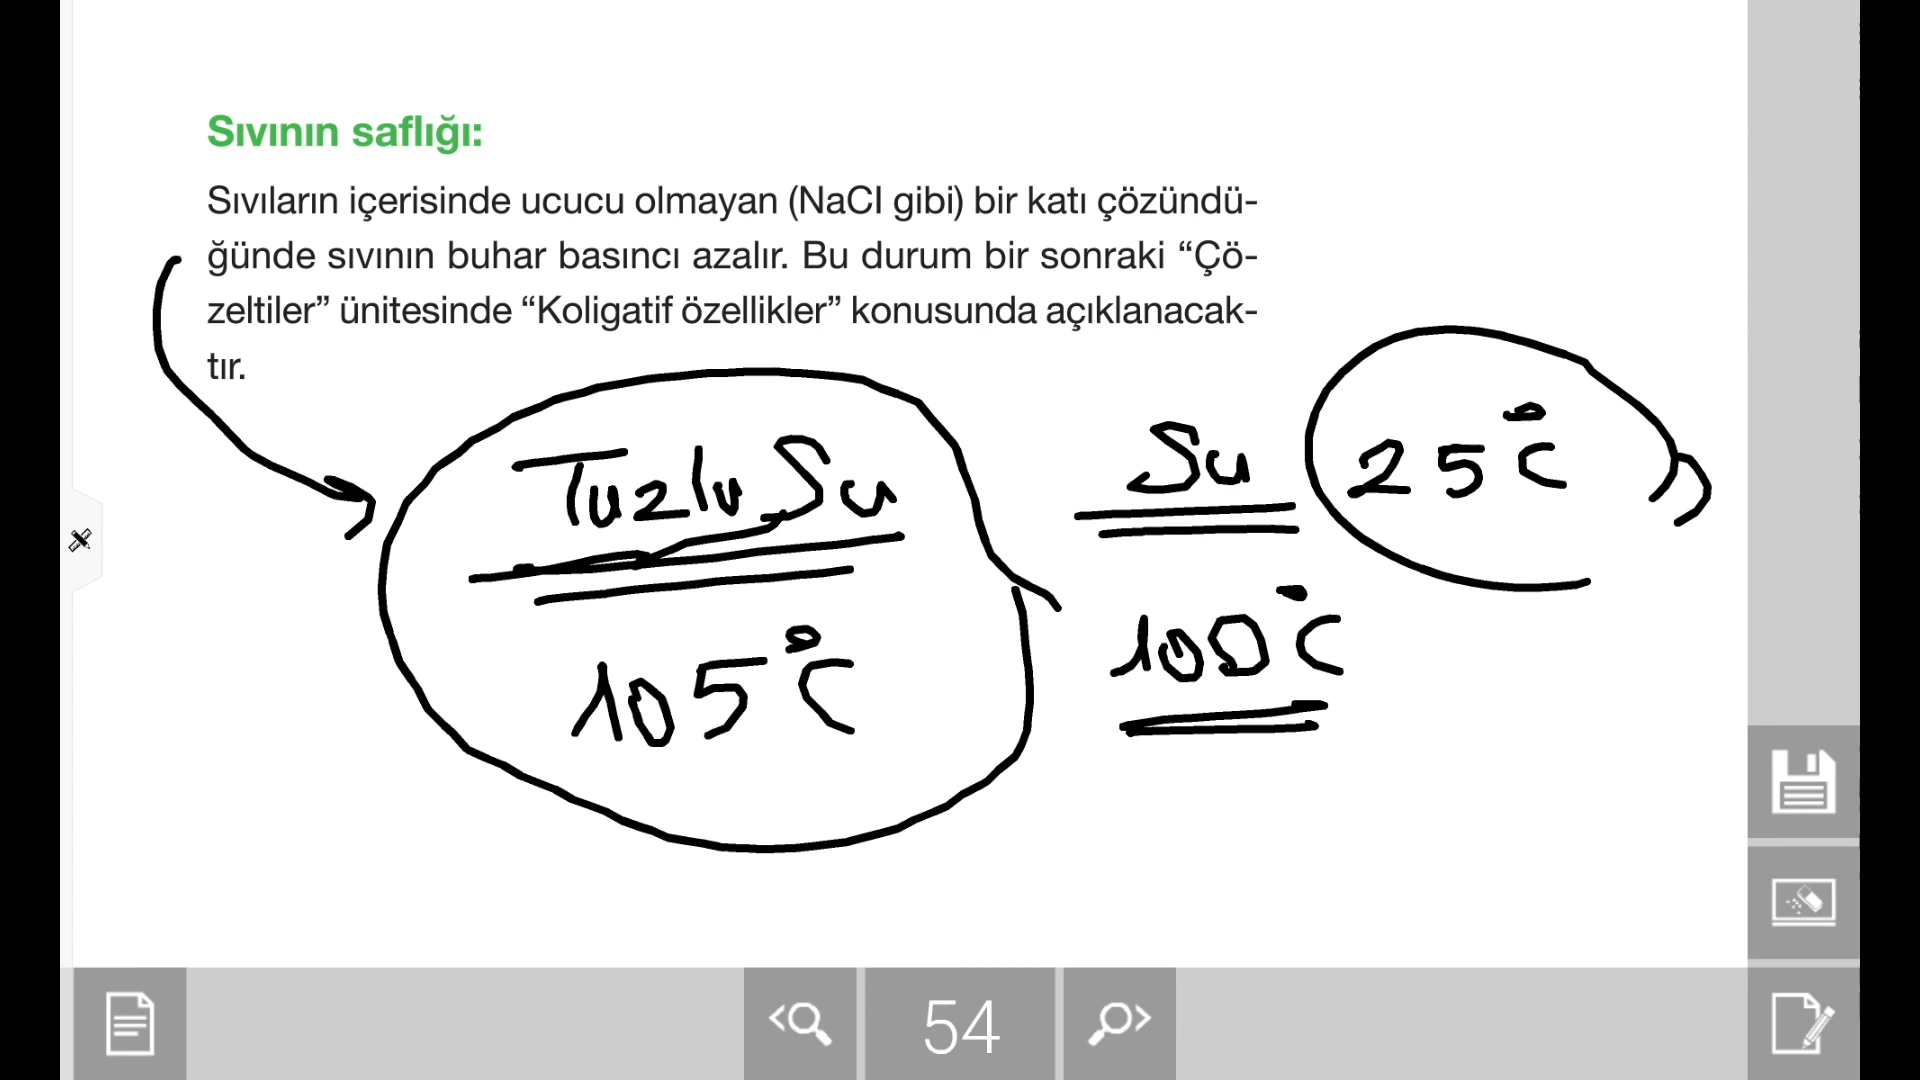 Sıvının saflığı:
Sıvıların içerisinde ucucu olmayan (NaCl gibi) bir katı çözündü-
ğünde sıvının buhar basıncı azalır. Bu durum bir sonraki “Çö-
zeltiler” ünitesinde “Koligatif özellikler” konusunda açıklanacak-
tır.
Tuzlu Su
105°C
Su 25°C
100°C
54